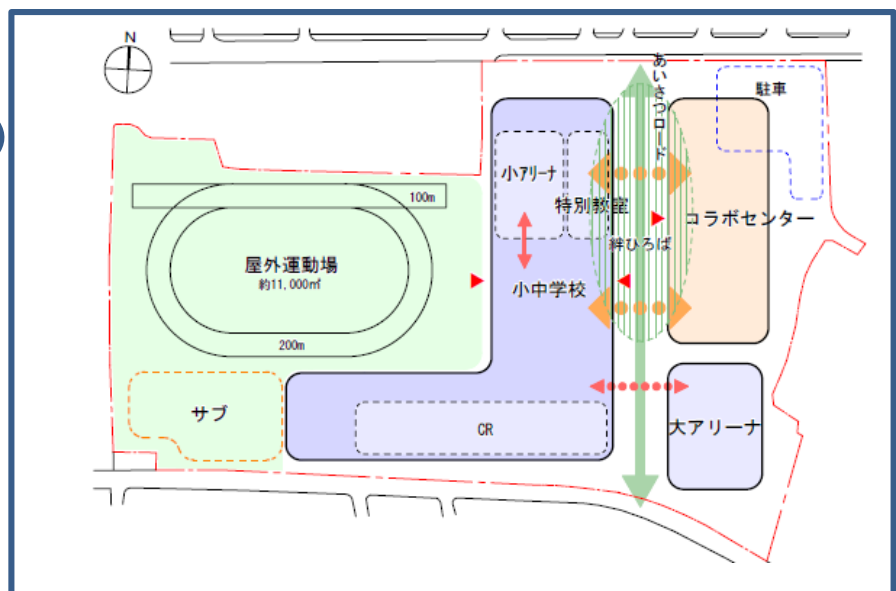 N
あいさつロード
駐車
小アリーナ
特別教室
100m
コラボセンター
絆ひろば
屋外運動場
約11,000㎡
小中学校
200m
サブ
CR
大アリーナ